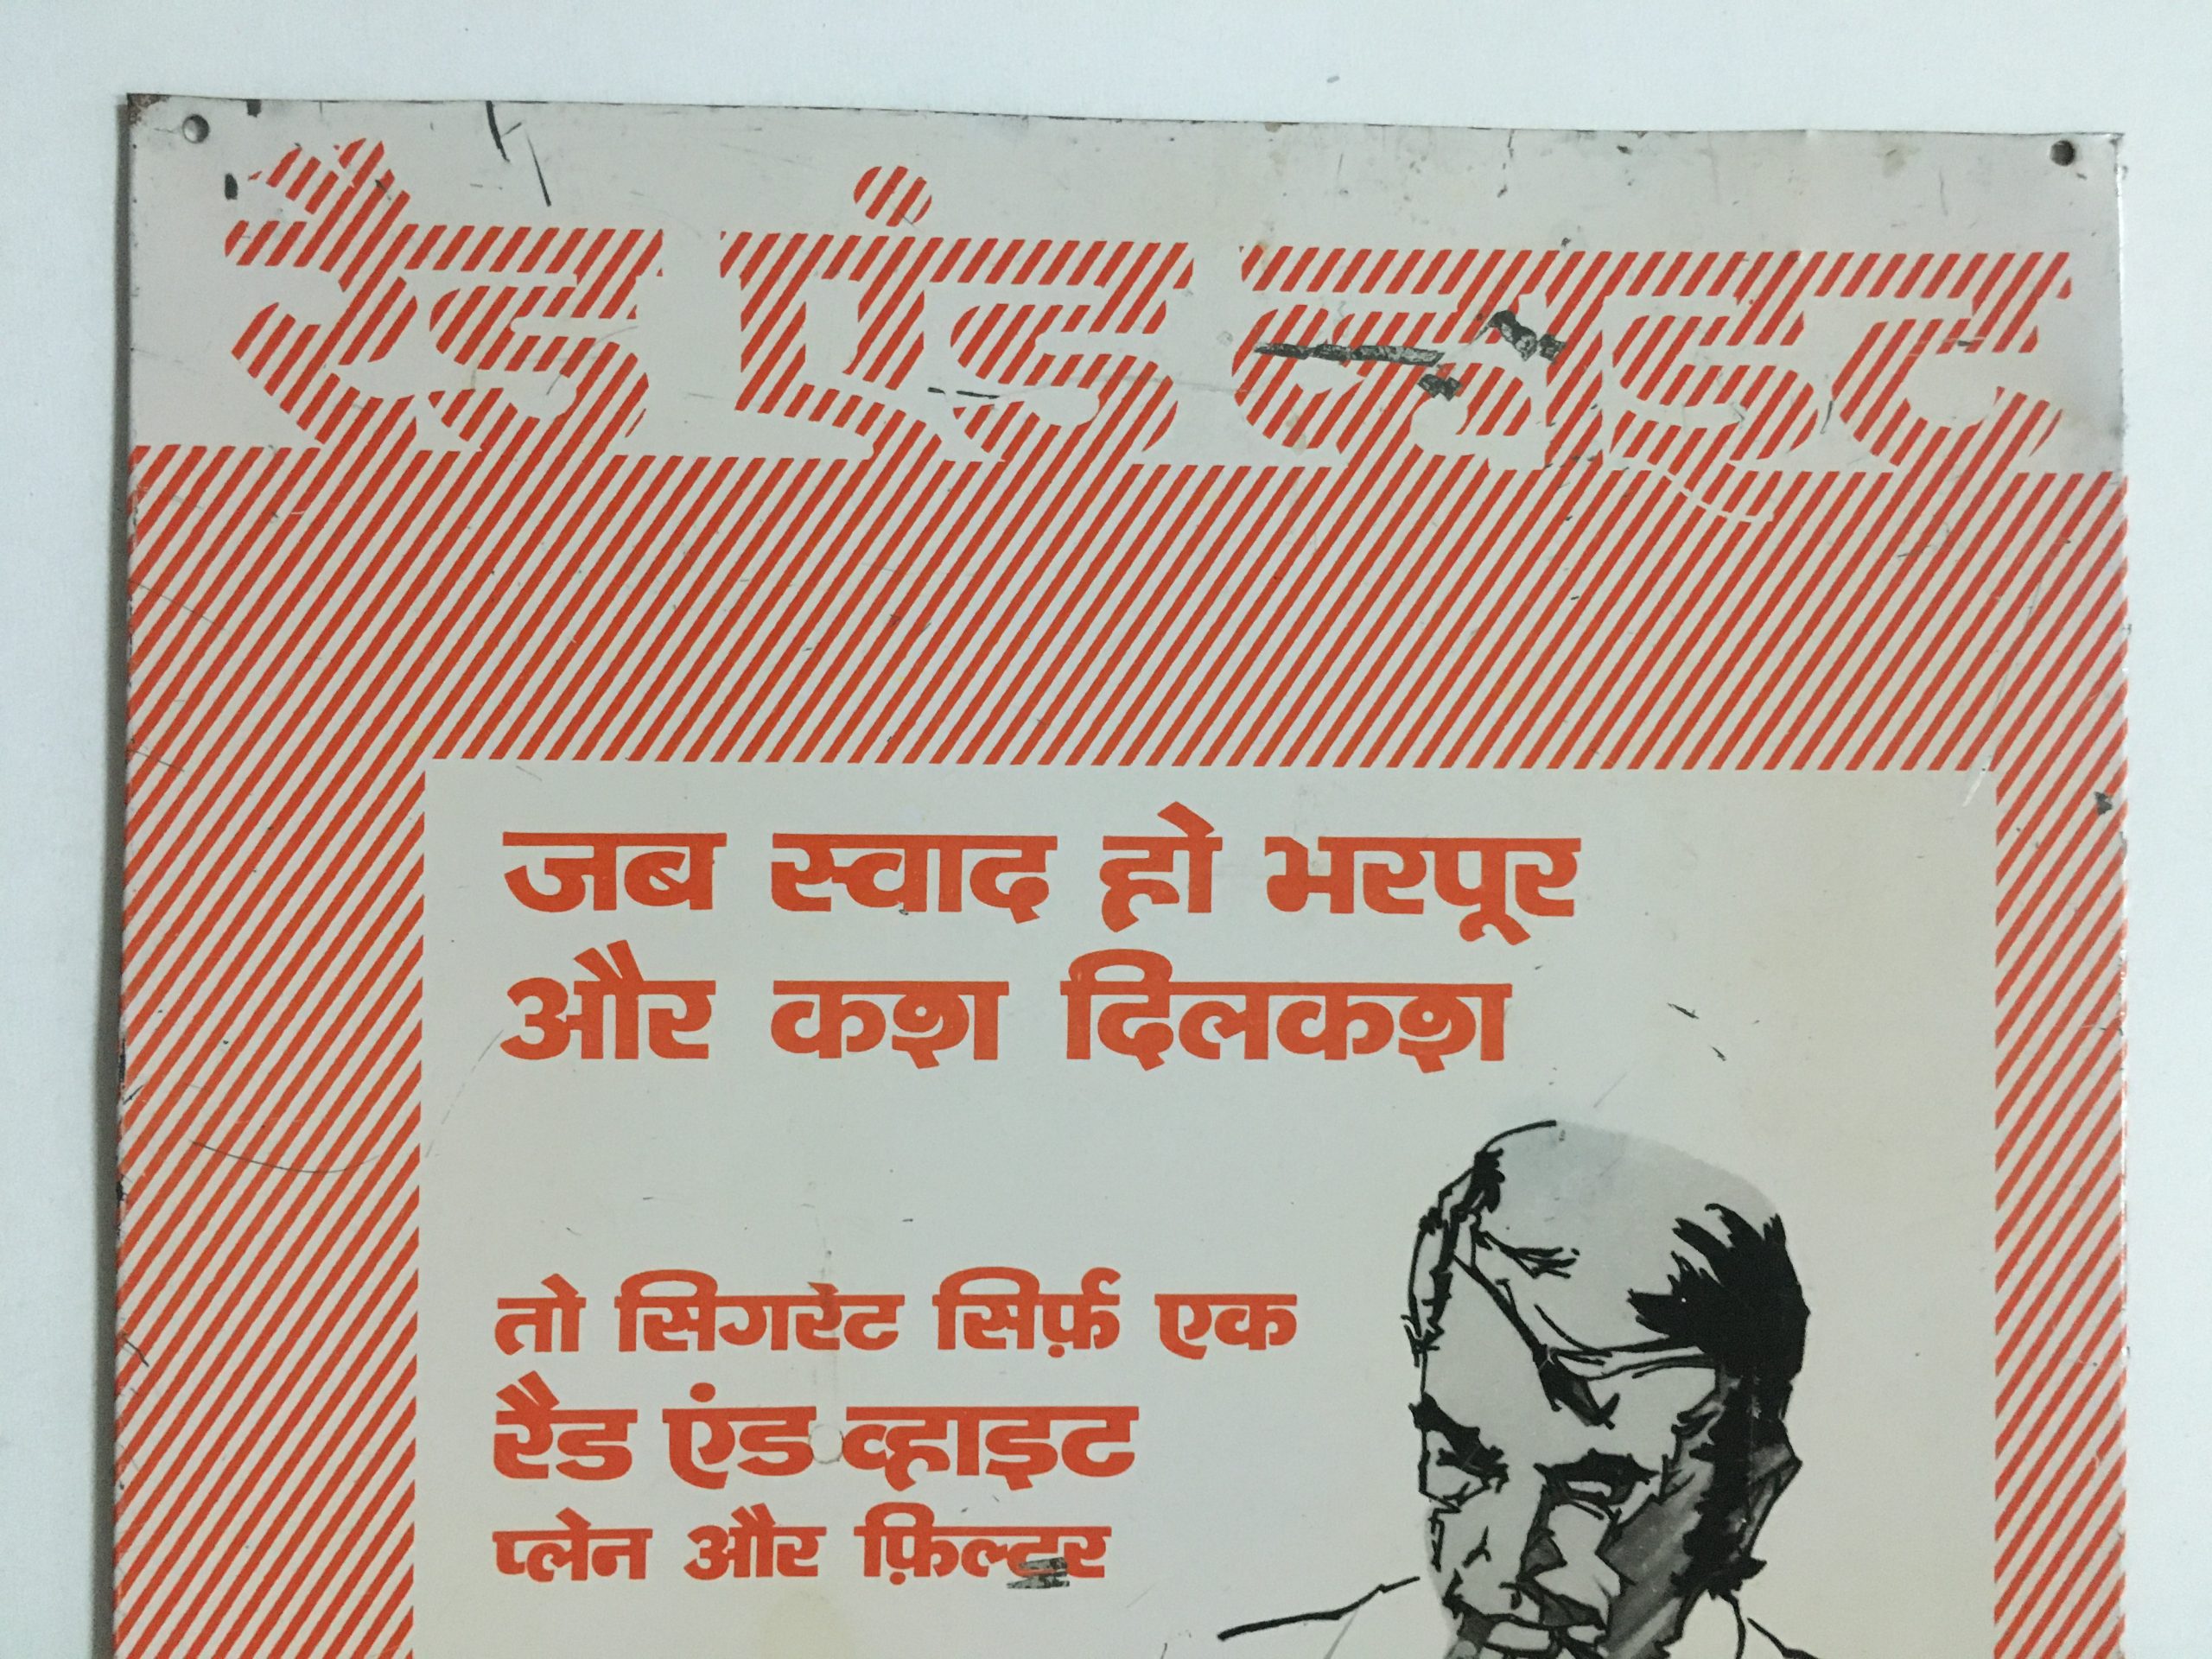 रैड एंड व्हाइट
जब स्वाद हो भरपूर
और कश दिलकश
तो सिगरेट सिर्फ़ एक
रैड एंड व्हाइट
प्लेन और फ़िल्टर